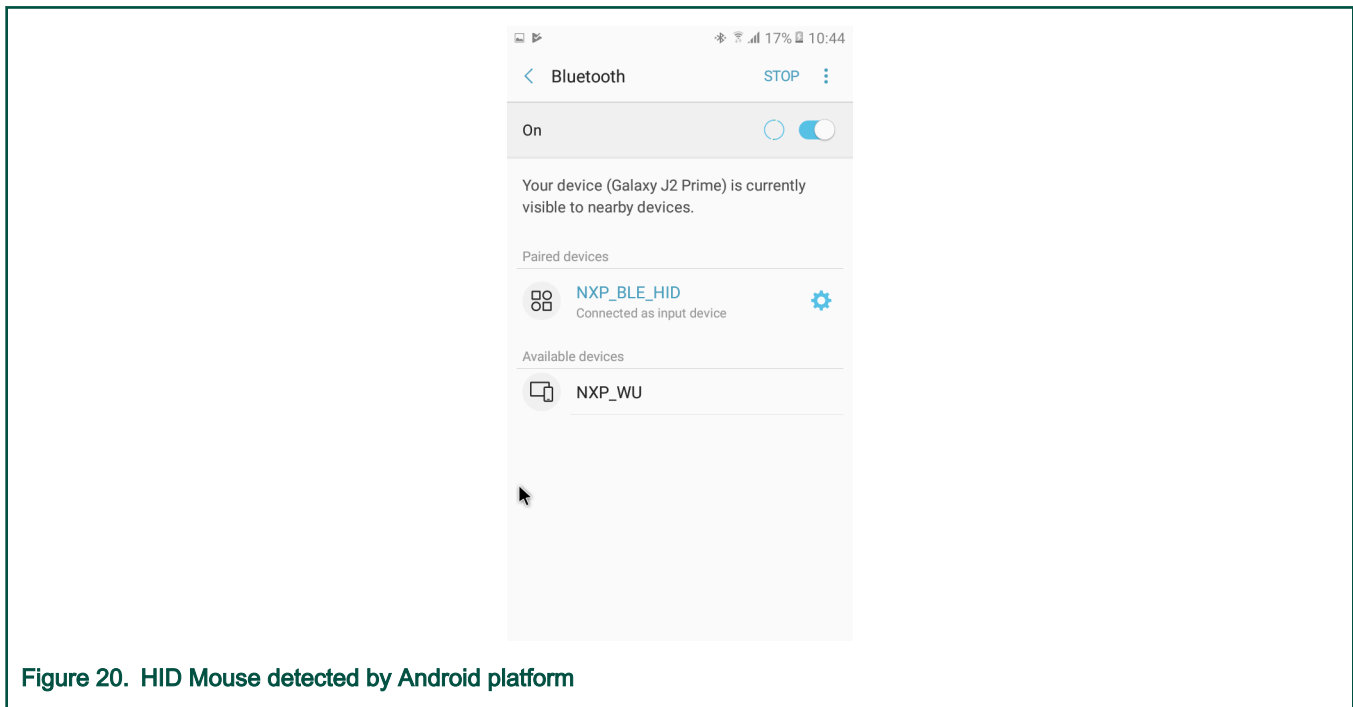 17% 10:44
Bluetooth STOP
On
Your device (Galaxy J2 Prime) is currently
visible to nearby devices.
Paired devices
NXP_BLE_HID
Connected as input device
Available devices
NXP_WU
Figure 20. HID Mouse detected by Android platform